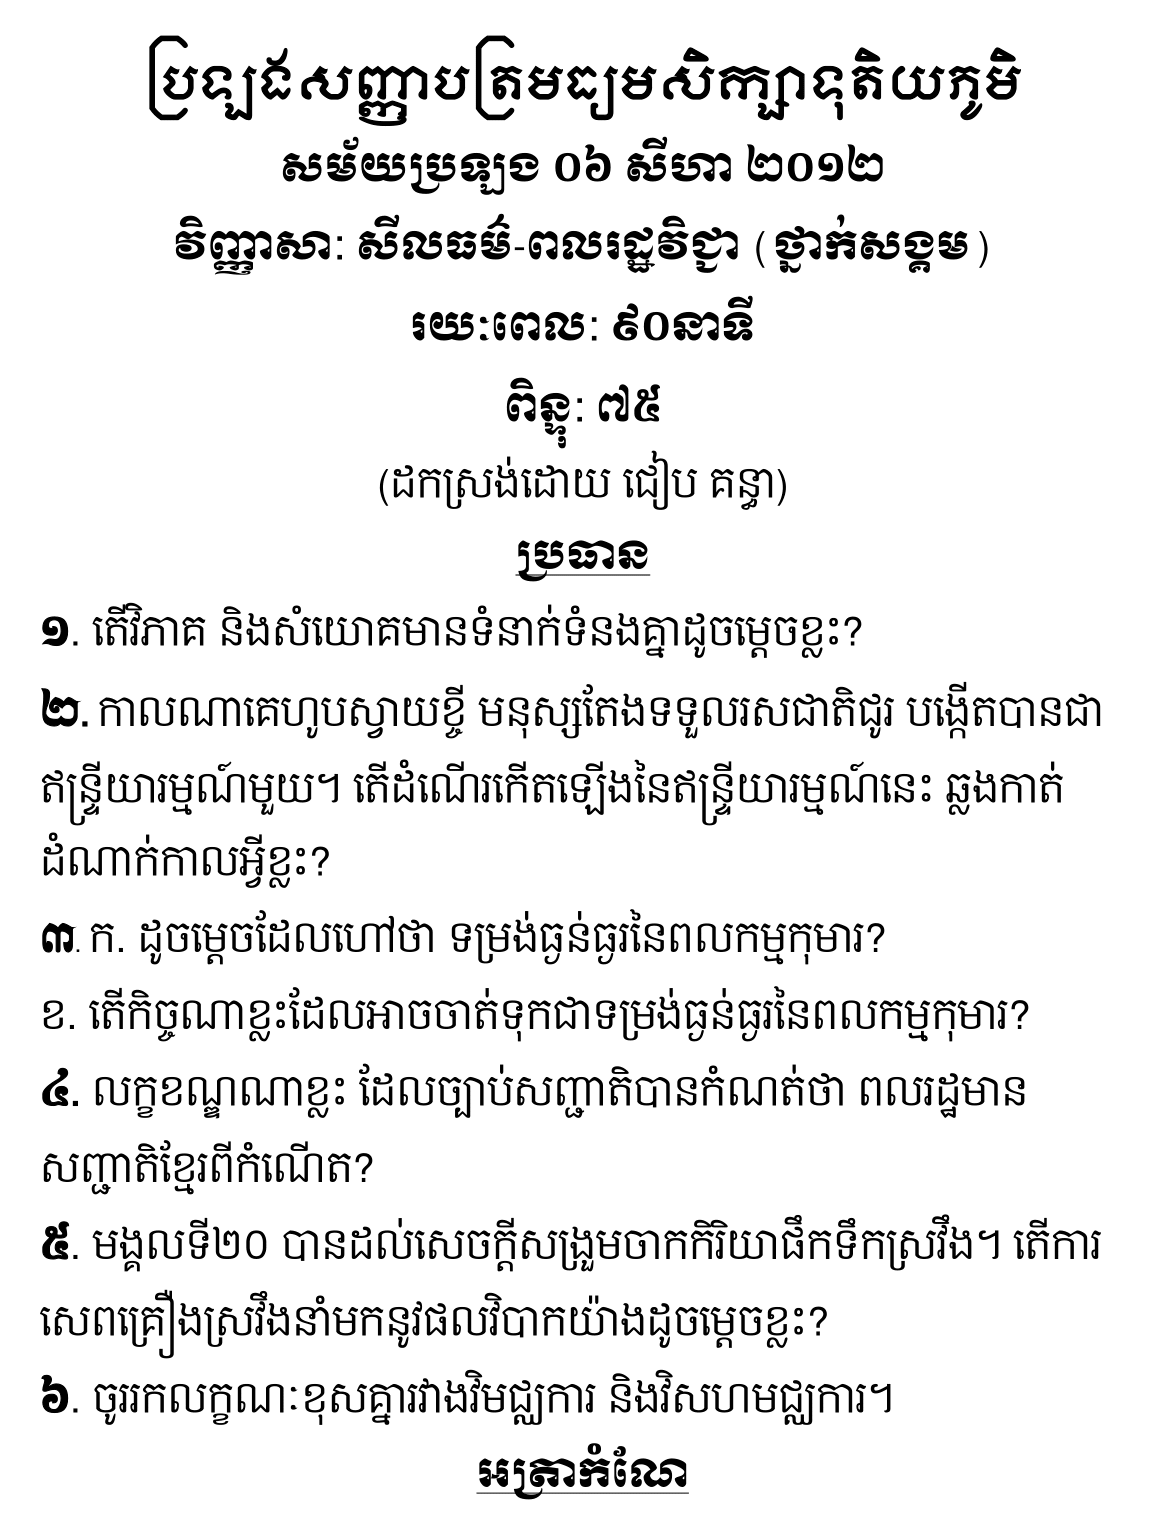 ប្រឡងសញ្ញាបត្រមធ្យមសិក្សាទុតិយភូមិ
សម័យប្រឡង ០៦ សីហា ២០១២
វិញ្ញាសា: សីលធម៌-ពលរដ្ឋវិជ្ជា (ថ្នាក់សង្គម)
រយៈពេល: ៩០នាទី
ពិន្ទុ: ៧៥
(ដកស្រង់ដោយ ជៀប គន្ធា)
ប្រធាន
១. តើវិភាគ និងសំយោគមានទំនាក់ទំនងគ្នាដូចម្ដេចខ្លះ?
២. កាលណាគេហូបស្វាយខ្ចី មនុស្សតែងទទួលរសជាតិជូរ បង្កើតបានជា
ឥន្ទ្រីយារម្មណ៍មួយ។ តើដំណើរកើតឡើងនៃឥន្ទ្រីយារម្មណ៍នេះ ឆ្លងកាត់
ដំណាក់កាលអ្វីខ្លះ?
៣. ក. ដូចម្ដេចដែលហៅថា ទម្រង់ធ្ងន់ធ្ងរនៃពលកម្មកុមារ?
ខ. តើកិច្ចណាខ្លះដែលអាចចាត់ទុកជាទម្រង់ធ្ងន់ធ្ងរនៃពលកម្មកុមារ?
៤. លក្ខខណ្ឌណាខ្លះ ដែលច្បាប់សញ្ជាតិបានកំណត់ថា ពលរដ្ឋមាន
សញ្ជាតិខ្មែរពីកំណើត?
៥. មង្គលទី២០ បានដល់សេចក្ដីសង្រួមចាកកិរិយាផឹកទឹកស្រវឹង។ តើការ
សេពគ្រឿងស្រវឹងនាំមកនូវផលវិបាកយ៉ាងដូចម្ដេចខ្លះ?
៦. ចូររកលក្ខណៈខុសគ្នារវាងវិមជ្ឈការ និងវិសហមជ្ឈការ។
អត្រាកំណែ